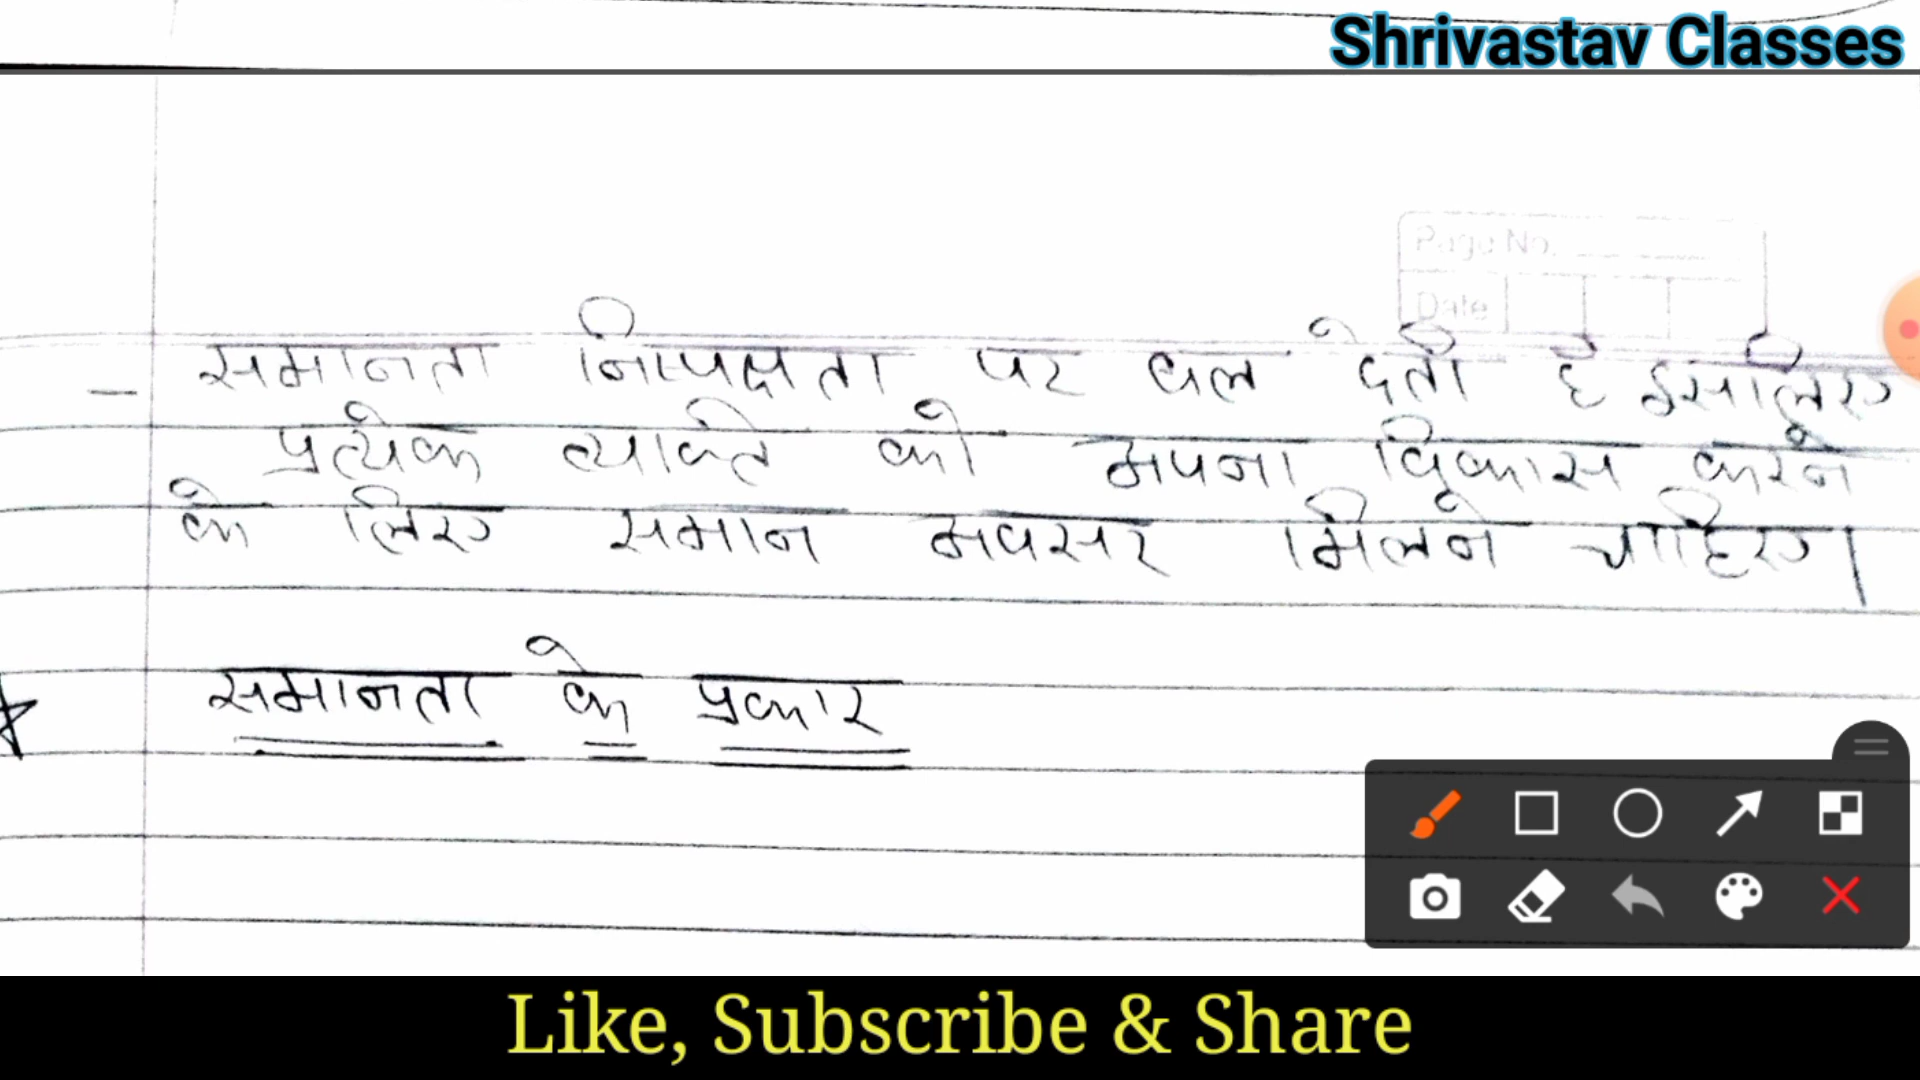 Shrivastav Classes
Page No.
Date
- समानता निष्पक्षता पर बल देती है इसलिए
प्रत्येक व्यक्ति को अपना विकास करने
के लिए समान अवसर मिलने चाहिए।
समानता के प्रकार
Like, Subscribe & Share